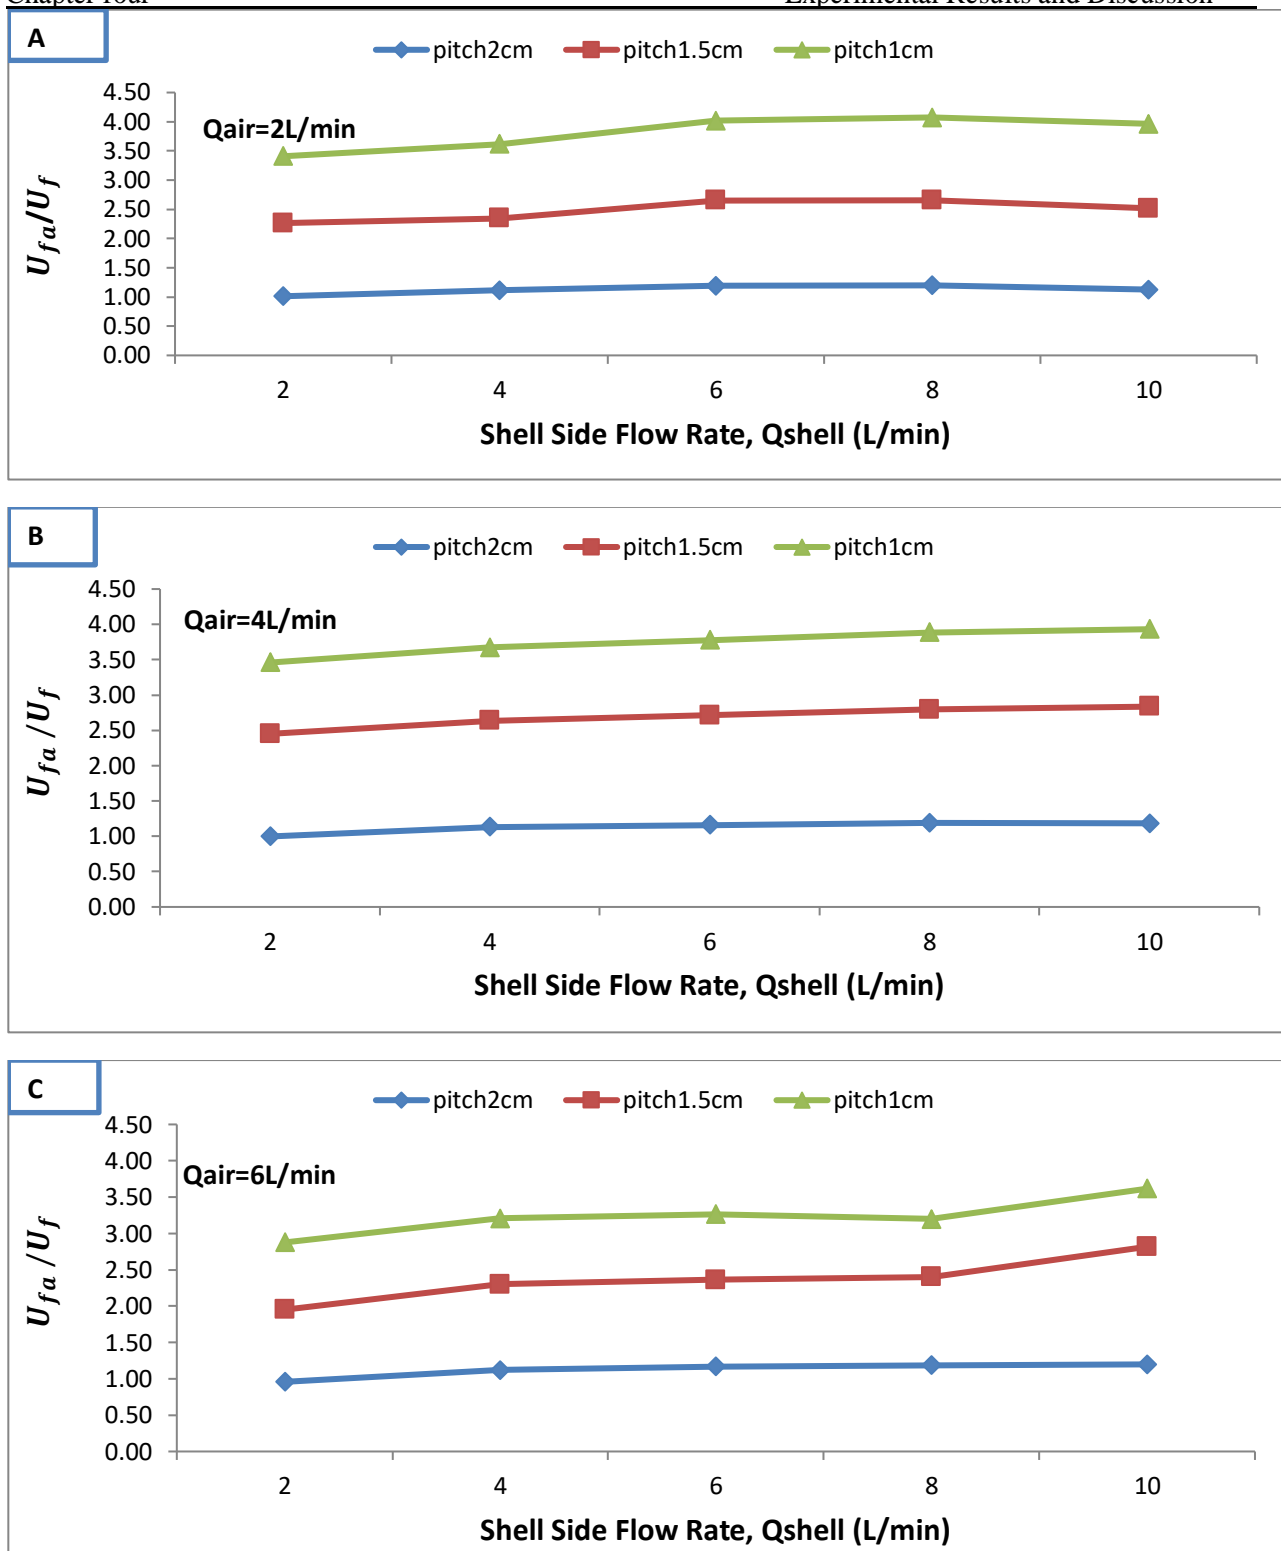 Chapter Four Experimental Results and Discussion
A
pitch2cm pitch1.5cm pitch1cm
Qair=2L/min
4.50
4.00
3.50
3.00
2.50
2.00
1.50
1.00
0.50
0.00
U_fa/U_f
2 4 6 8 10
Shell Side Flow Rate, Qshell (L/min)
B
pitch2cm pitch1.5cm pitch1cm
Qair=4L/min
4.50
4.00
3.50
3.00
2.50
2.00
1.50
1.00
0.50
0.00
U_fa /U_f
2 4 6 8 10
Shell Side Flow Rate, Qshell (L/min)
C
pitch2cm pitch1.5cm pitch1cm
Qair=6L/min
4.50
4.00
3.50
3.00
2.50
2.00
1.50
1.00
0.50
0.00
U_fa /U_f
2 4 6 8 10
Shell Side Flow Rate, Qshell (L/min)